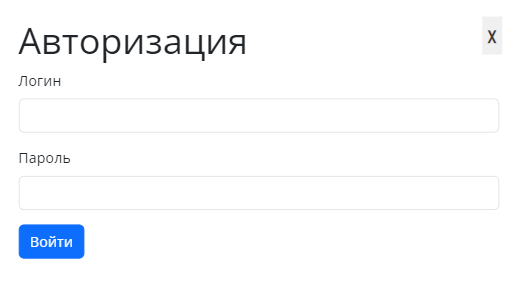 Авторизация
X
Логин
Пароль
Войти